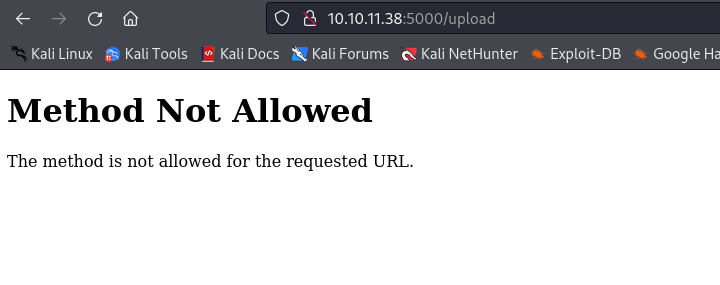 10.10.11.38:5000/upload
Kali Linux Kali Tools Kali Docs Kali Forums Kali NetHunter Exploit-DB Google Ha
Method Not Allowed
The method is not allowed for the requested URL.